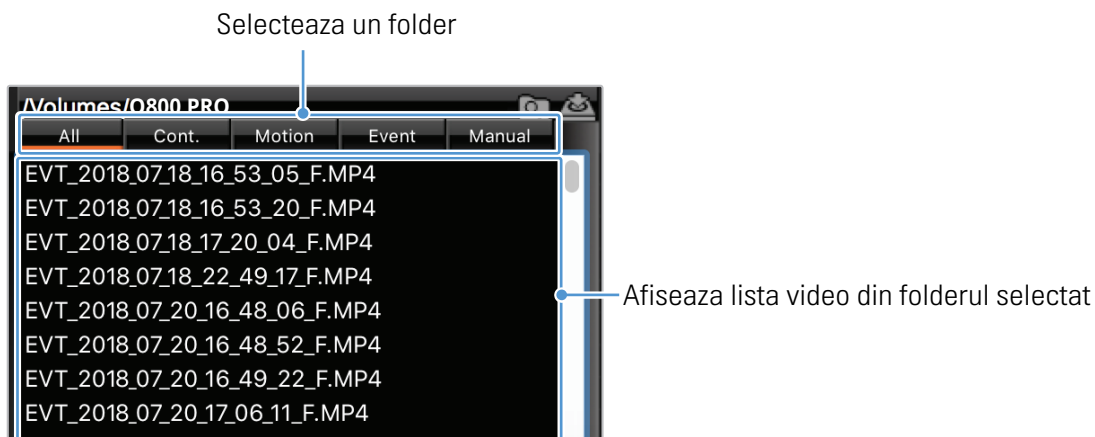 Selecteaza un folder
/Volumes/Q800 PRO
All Cont. Motion Event Manual
EVT_2018_07_18_16_53_05_F.MP4
EVT_2018_07_18_16_53_20_F.MP4
EVT_2018_07_18_17_20_04_F.MP4
EVT_2018_07_18_22_49_17_F.MP4
Afiseaza lista video din folderul selectat
EVT_2018_07_20_16_48_06_F.MP4
EVT_2018_07_20_16_48_52_F.MP4
EVT_2018_07_20_16_49_22_F.MP4
EVT_2018_07_20_17_06_11_F.MP4